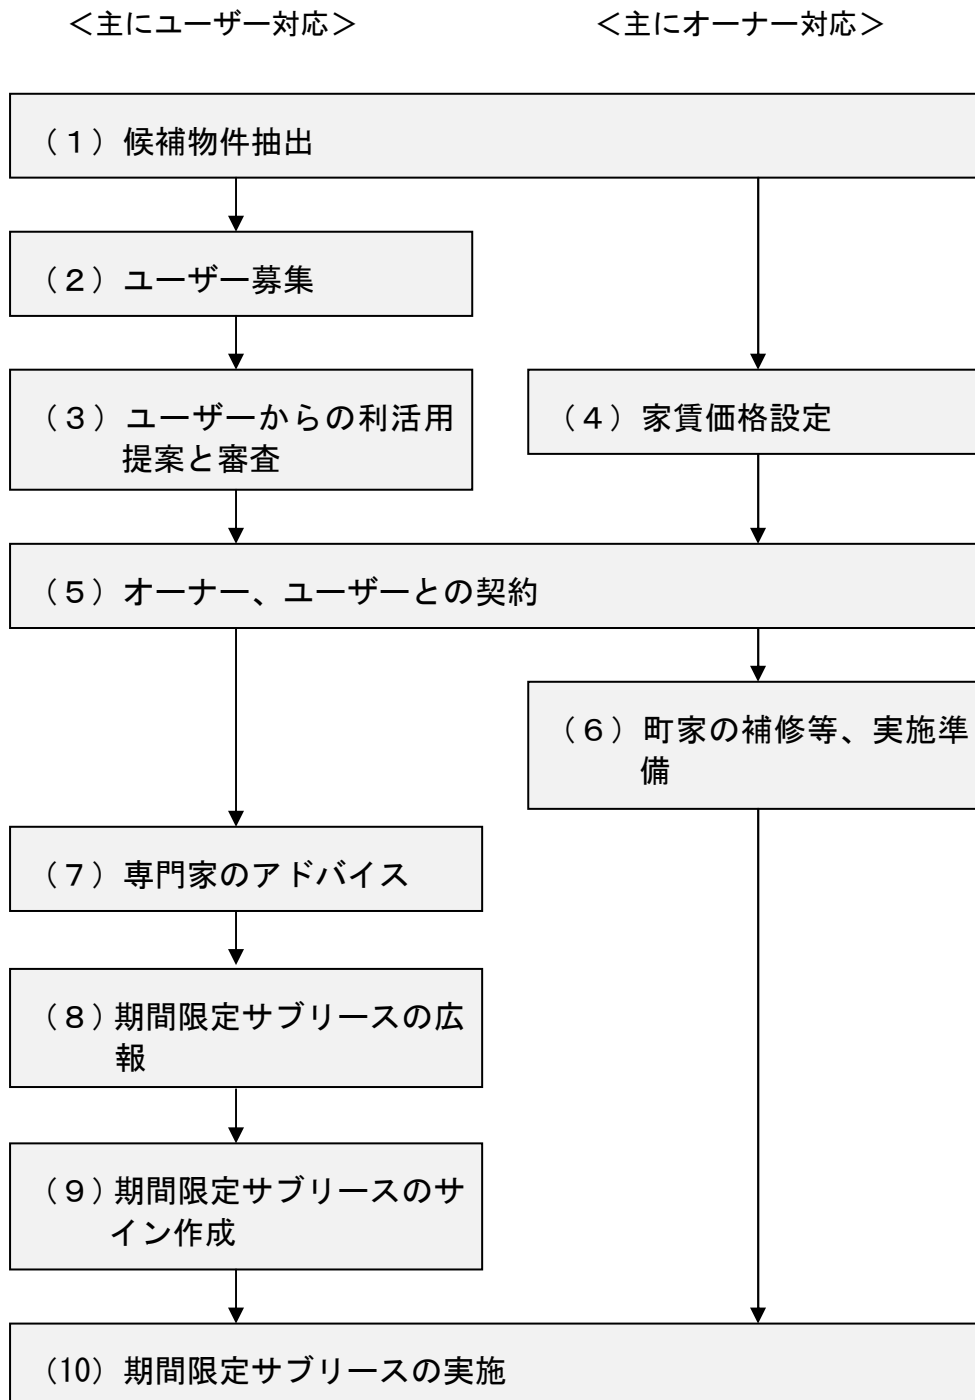 ＜主にユーザー対応＞
＜主にオーナー対応＞
（１）候補物件抽出
（２）ユーザー募集
（３）ユーザーからの利活用
提案と審査
（４）家賃価格設定
（５）オーナー、ユーザーとの契約
（６）町家の補修等、実施準
備
（７）専門家のアドバイス
（８）期間限定サブリースの広
報
（９）期間限定サブリースのサ
イン作成
（10）期間限定サブリースの実施